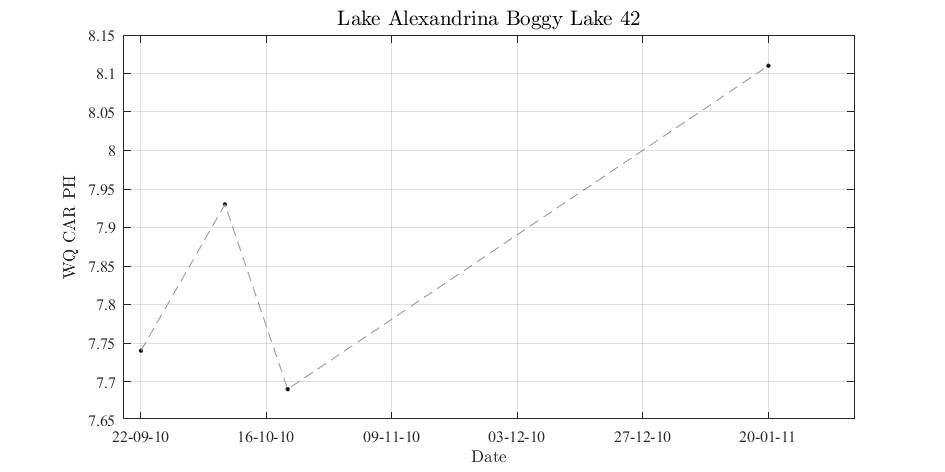 Lake Alexandrina Boggy Lake 42
8.15
8.1
8.05
8
7.95
7.9
7.85
7.8
7.75
7.7
7.65
WQ CAR PH
22-09-10 16-10-10 09-11-10 03-12-10 27-12-10 20-01-11
Date